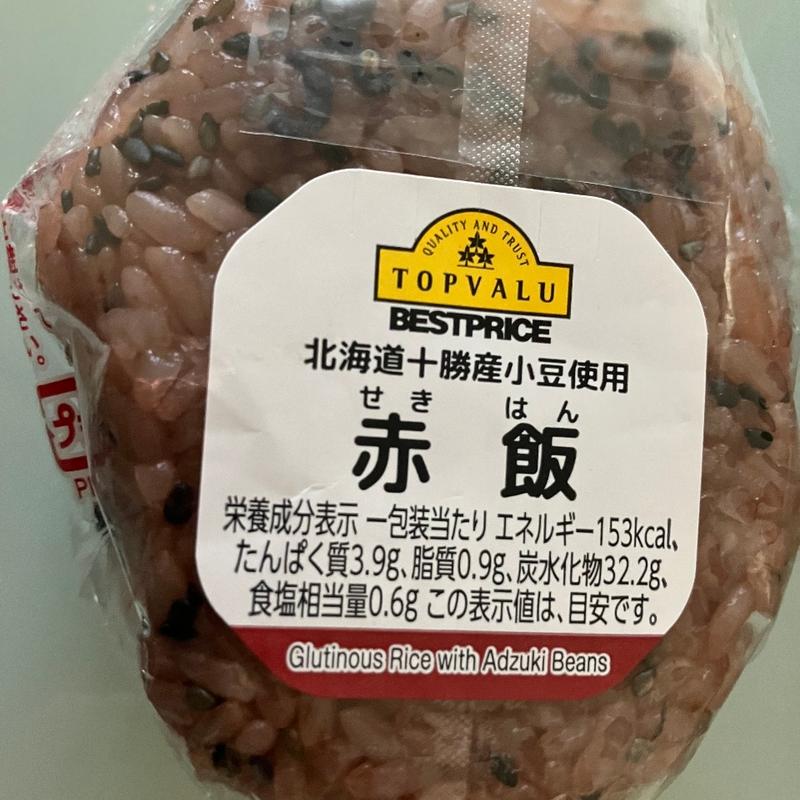 QUALITY AND TRUST
TOPVALU
BESTPRICE
北海道十勝産小豆使用
せき はん
赤飯
栄養成分表示 一包装当たり エネルギー153kcal、
たんぱく質3.9g、脂質0.9g、炭水化物32.2g、
食塩相当量0.6g この表示値は、目安です。
Glutinous Rice with Adzuki Beans
プ